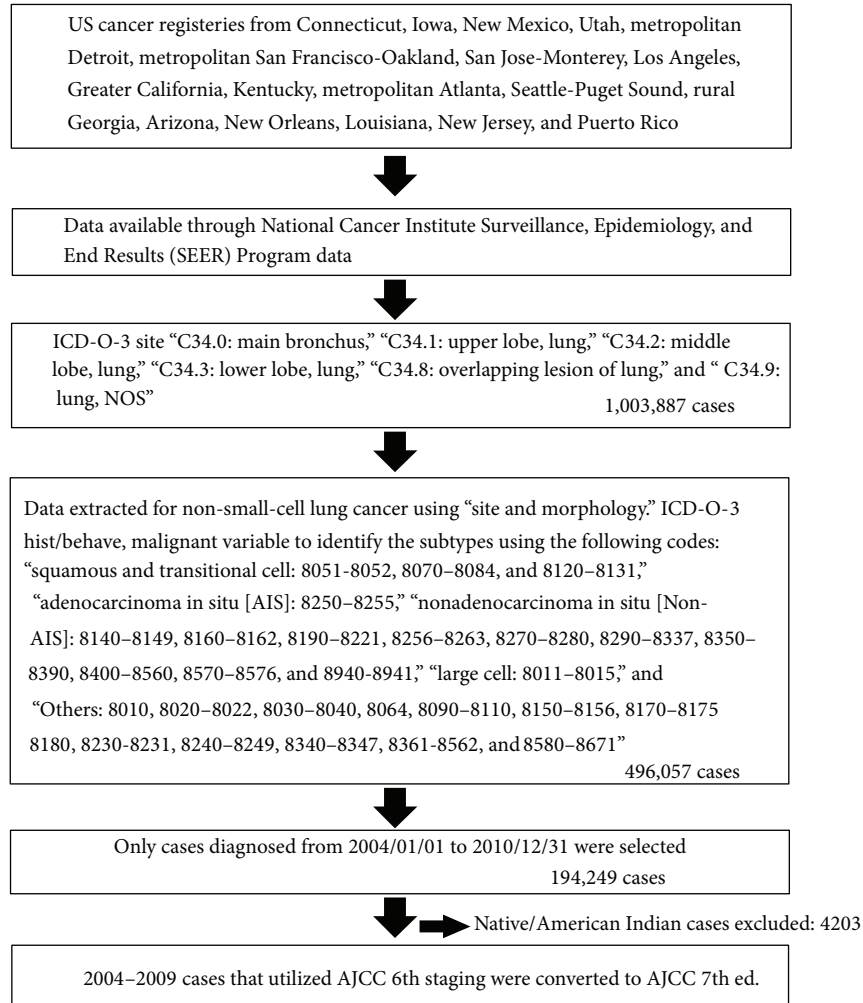 US cancer registeries from Connecticut, Iowa, New Mexico, Utah, metropolitan
Detroit, metropolitan San Francisco-Oakland, San Jose-Monterey, Los Angeles,
Greater California, Kentucky, metropolitan Atlanta, Seattle-Puget Sound, rural
Georgia, Arizona, New Orleans, Louisiana, New Jersey, and Puerto Rico
Data available through National Cancer Institute Surveillance, Epidemiology, and
End Results (SEER) Program data
ICD-O-3 site “C34.0: main bronchus,” “C34.1: upper lobe, lung,” “C34.2: middle
lobe, lung,” “C34.3: lower lobe, lung,” “C34.8: overlapping lesion of lung,” and “ C34.9:
lung, NOS”
1,003,887 cases
Data extracted for non-small-cell lung cancer using “site and morphology.” ICD-O-3
hist/behave, malignant variable to identify the subtypes using the following codes:
“squamous and transitional cell: 8051-8052, 8070–8084, and 8120–8131,”
“adenocarcinoma in situ [AIS]: 8250–8255,” “nonadenocarcinoma in situ [Non-
AIS]: 8140–8149, 8160–8162, 8190–8221, 8256–8263, 8270–8280, 8290–8337, 8350–
8390, 8400–8560, 8570–8576, and 8940-8941,” “large cell: 8011–8015,” and
“Others: 8010, 8020–8022, 8030–8040, 8064, 8090–8110, 8150–8156, 8170–8175
8180, 8230-8231, 8240–8249, 8340–8347, 8361-8562, and 8580–8671”
496,057 cases
Only cases diagnosed from 2004/01/01 to 2010/12/31 were selected
194,249 cases
Native/American Indian cases excluded: 4203
2004–2009 cases that utilized AJCC 6th staging were converted to AJCC 7th ed.